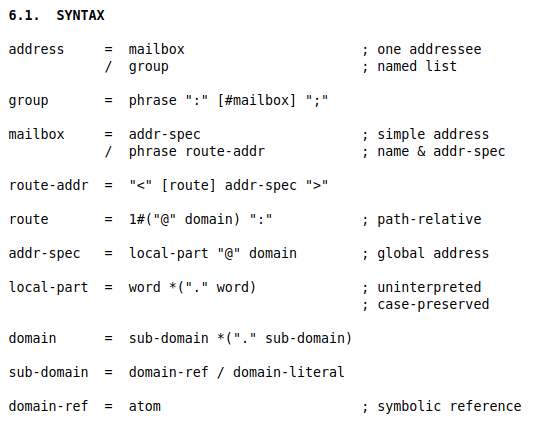 6.1.  SYNTAX
address     =  mailbox                      ; one addressee
            /  group                        ; named list
group       =  phrase ":" [#mailbox] ";"
mailbox     =  addr-spec                    ; simple address
            /  phrase route-addr            ; name & addr-spec
route-addr  =  "<" [route] addr-spec ">"
route       =  1#("@" domain) ":"           ; path-relative
addr-spec   =  local-part "@" domain        ; global address
local-part  =  word *("." word)             ; uninterpreted
                                            ; case-preserved
domain      =  sub-domain *("." sub-domain)
sub-domain  =  domain-ref / domain-literal
domain-ref  =  atom                         ; symbolic reference